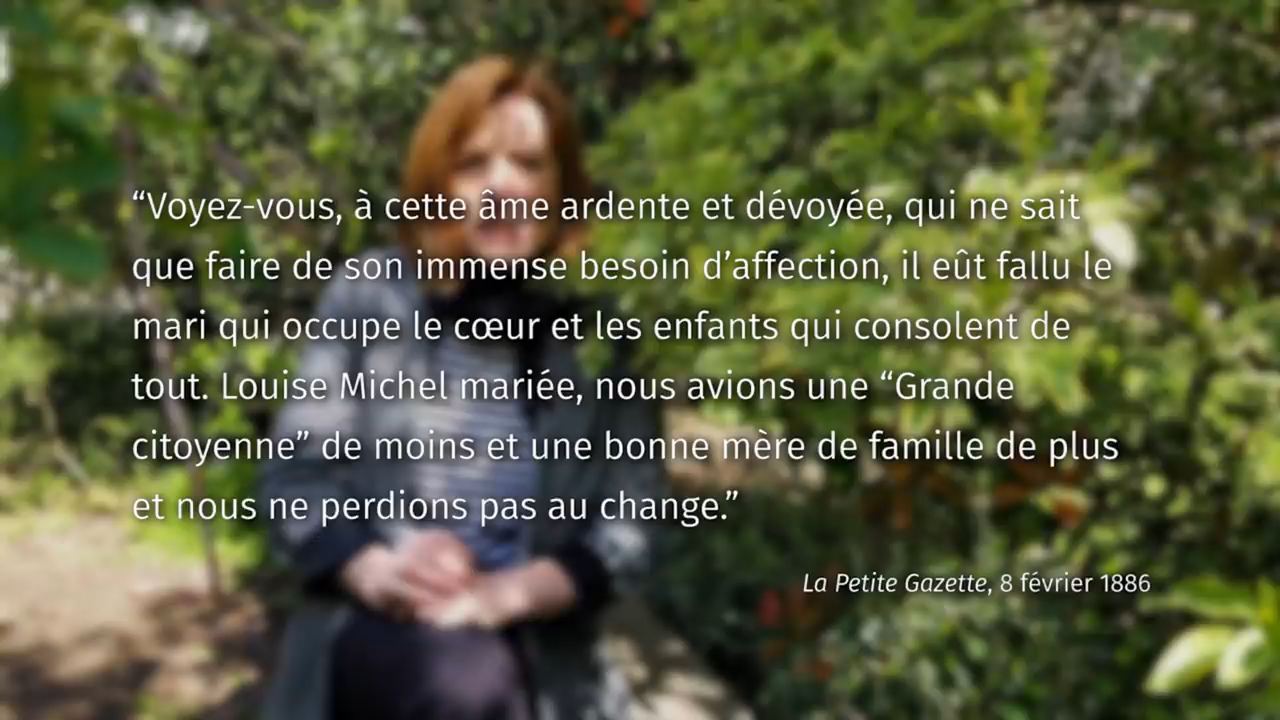 “Voyez-vous, à cette âme ardente et dévoyée, qui ne sait
que faire de son immense besoin d’affection, il eût fallu le
mari qui occupe le cœur et les enfants qui consolent de
tout. Louise Michel mariée, nous avions une “Grande
citoyenne” de moins et une bonne mère de famille de plus
et nous ne perdions pas au change.”
La Petite Gazette, 8 février 1886